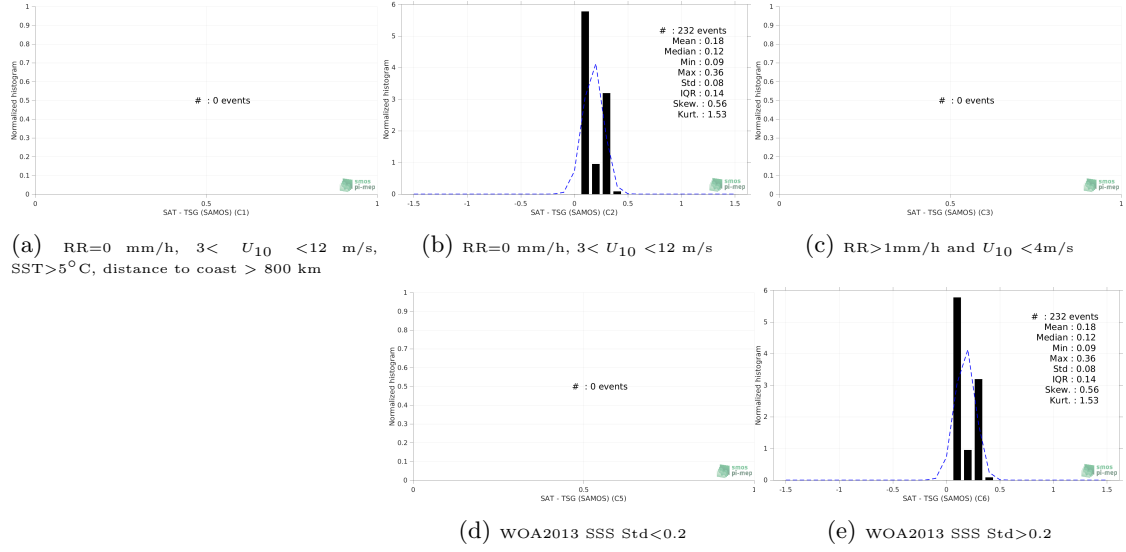 Normalized histogram
1
0.9
0.8
0.7
0.6
0.5
0.4
0.3
0.2
0.1
0
# : 0 events
0
0.5
1
SAT - TSG (SAMOS) (C1)
smos
pi-mep
(a) RR=0 mm/h, 3< U10 <12 m/s,
SST>5°C, distance to coast > 800 km
Normalized histogram
6
5
4
3
2
1
0
# : 232 events
Mean : 0.18
Median : 0.12
Min : 0.09
Max : 0.36
Std : 0.08
IQR : 0.14
Skew. : 0.56
Kurt. : 1.53
-1.5
-1
-0.5
0
0.5
1
1.5
SAT - TSG (SAMOS) (C2)
smos
pi-mep
(b) RR=0 mm/h, 3< U10 <12 m/s
Normalized histogram
1
0.9
0.8
0.7
0.6
0.5
0.4
0.3
0.2
0.1
0
# : 0 events
0
0.5
1
SAT - TSG (SAMOS) (C3)
smos
pi-mep
(c) RR>1mm/h and U10 <4m/s
Normalized histogram
1
0.9
0.8
0.7
0.6
0.5
0.4
0.3
0.2
0.1
0
# : 0 events
0
0.5
1
SAT - TSG (SAMOS) (C5)
smos
pi-mep
(d) WOA2013 SSS Std<0.2
Normalized histogram
6
5
4
3
2
1
0
# : 232 events
Mean : 0.18
Median : 0.12
Min : 0.09
Max : 0.36
Std : 0.08
IQR : 0.14
Skew. : 0.56
Kurt. : 1.53
-1.5
-1
-0.5
0
0.5
1
1.5
SAT - TSG (SAMOS) (C6)
smos
pi-mep
(e) WOA2013 SSS Std>0.2